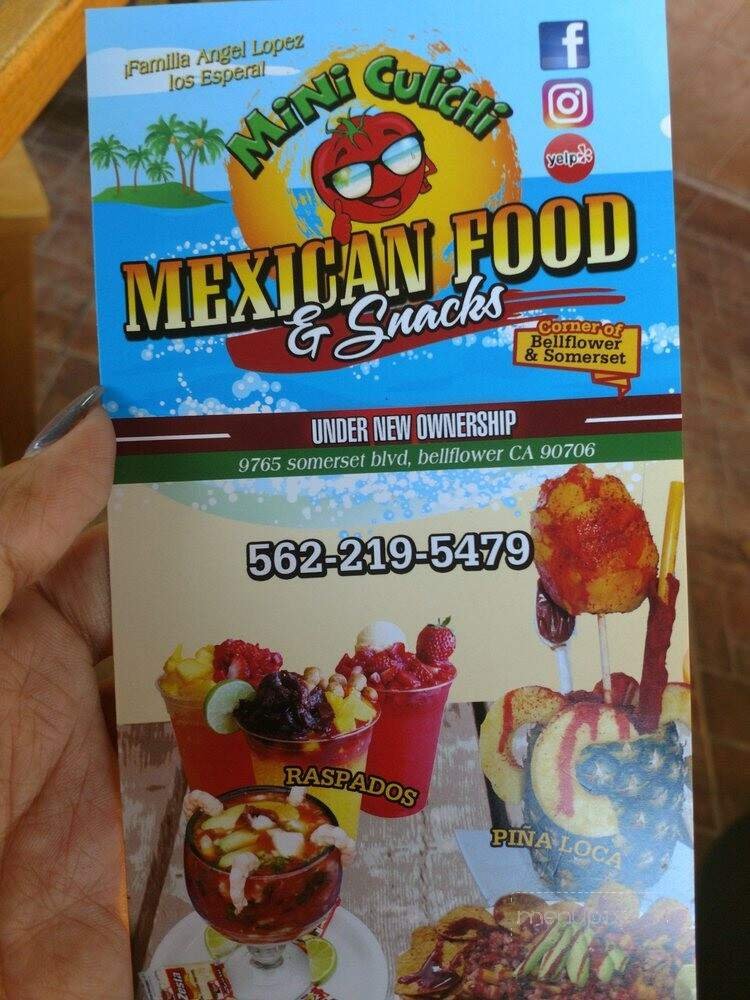 ¡Familia Angel Lopez
los Espera!
MiNi CuliCHi
f
yelp
MEXICAN FOOD
& Snacks
Corner of
Bellflower
& Somerset
UNDER NEW OWNERSHIP
9765 somerset blvd, bellflower CA 90706
562-219-5479
RASPADOS
PIÑA LOCA
menupix